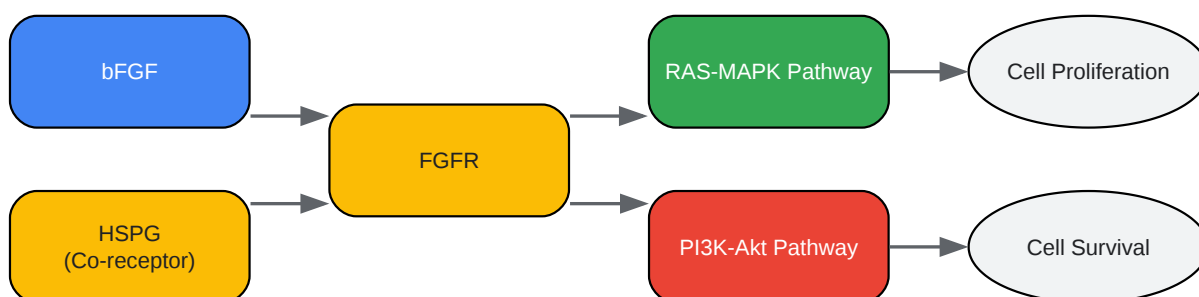 bFGF
RAS-MAPK Pathway
Cell Proliferation
FGFR
HSPG
(Co-receptor)
PI3K-Akt Pathway
Cell Survival